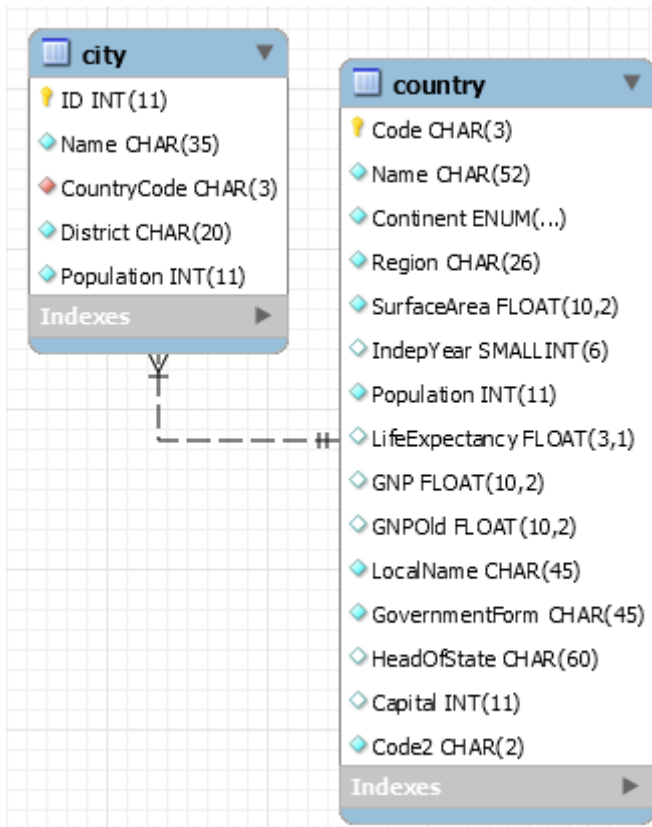 city
ID INT(11)
Name CHAR(35)
CountryCode CHAR(3)
District CHAR(20)
Population INT(11)
Indexes
country
Code CHAR(3)
Name CHAR(52)
Continent ENUM(...)
Region CHAR(26)
SurfaceArea FLOAT(10,2)
IndepYear SMALLINT(6)
Population INT(11)
LifeExpectancy FLOAT(3,1)
GNP FLOAT(10,2)
GNPOld FLOAT(10,2)
LocalName CHAR(45)
GovernmentForm CHAR(45)
HeadOfState CHAR(60)
Capital INT(11)
Code2 CHAR(2)
Indexes